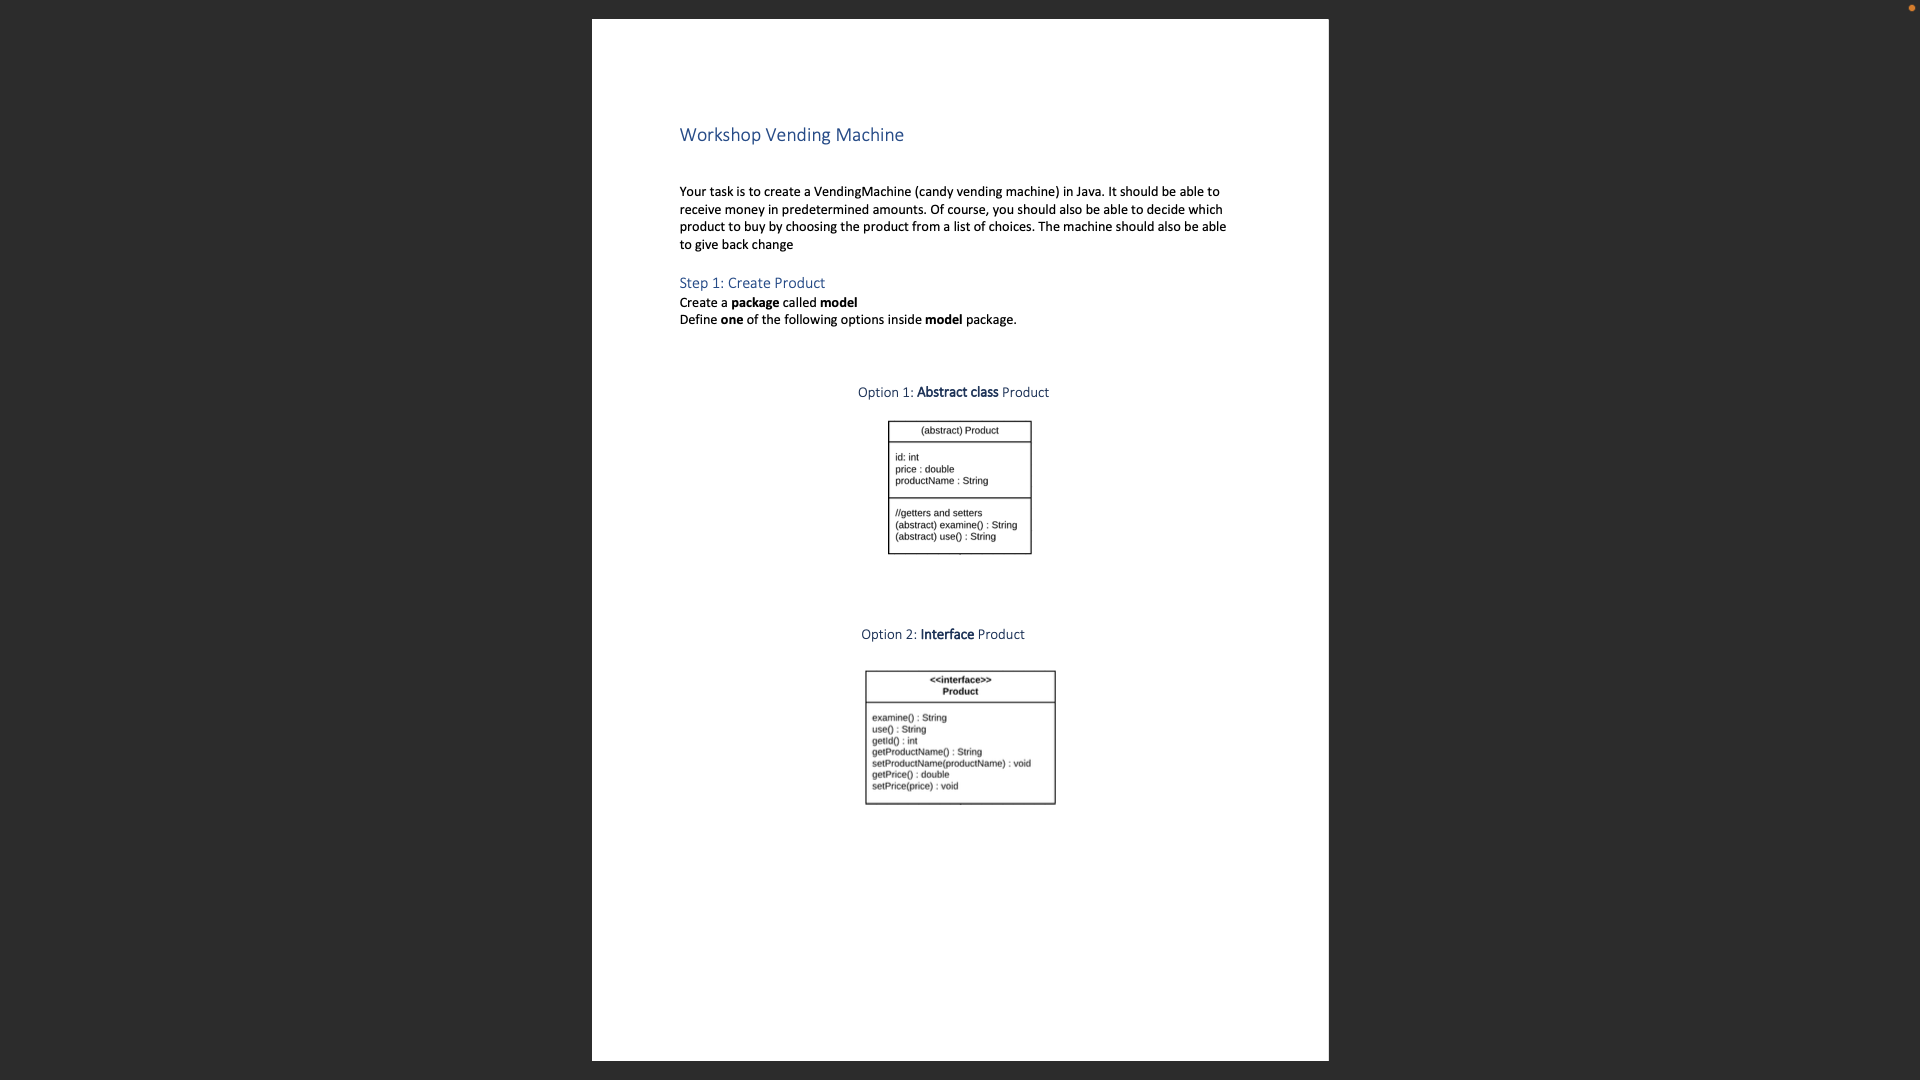 Workshop Vending Machine
Your task is to create a VendingMachine (candy vending machine) in Java. It should be able to
receive money in predetermined amounts. Of course, you should also be able to decide which
product to buy by choosing the product from a list of choices. The machine should also be able
to give back change
Step 1: Create Product
Create a package called model
Define one of the following options inside model package.
Option 1: Abstract class Product
(abstract) Product
id: int
price : double
productName : String
//getters and setters
(abstract) examine() : String
(abstract) use() : String
Option 2: Interface Product
<<interface>>
Product
examine() : String
use() : String
getId() : int
getProductName() : String
setProductName(productName) : void
getPrice() : double
setPrice(price) : void